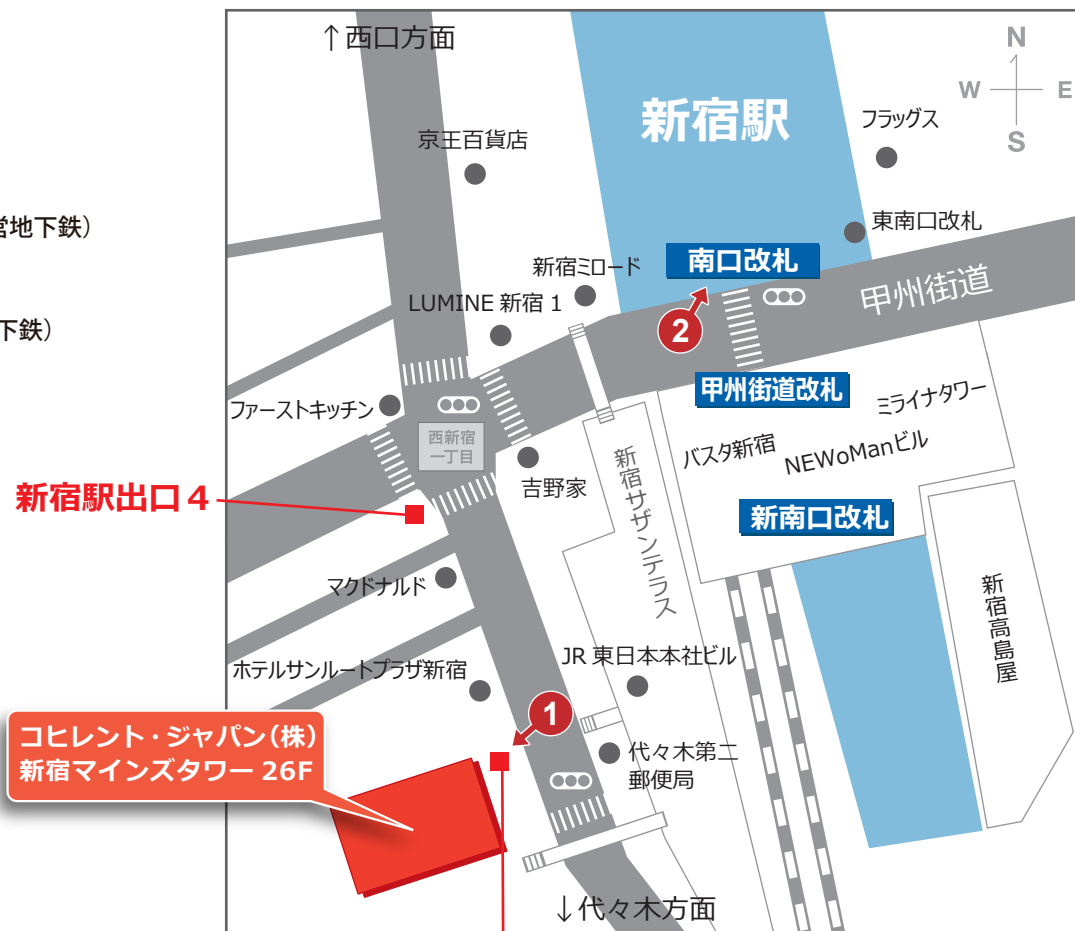 ↑西口方面
N
W E
S
新宿駅
フラッグス
京王百貨店
営地下鉄）
東南口改札
新宿ミロード
南口改札
LUMINE 新宿 1
甲州街道
下鉄）
2
甲州街道改札
ファーストキッチン
西新宿
一丁目
ミライナタワー
バスタ新宿
NEWoManビル
吉野家
新宿サザンテラス
新宿駅出口４
新南口改札
マクドナルド
新宿高島屋
ホテルサンルートプラザ新宿
JR 東日本本社ビル
1
コヒレント・ジャパン（株）
新宿マインズタワー 26F
代々木第二
郵便局
↓代々木方面